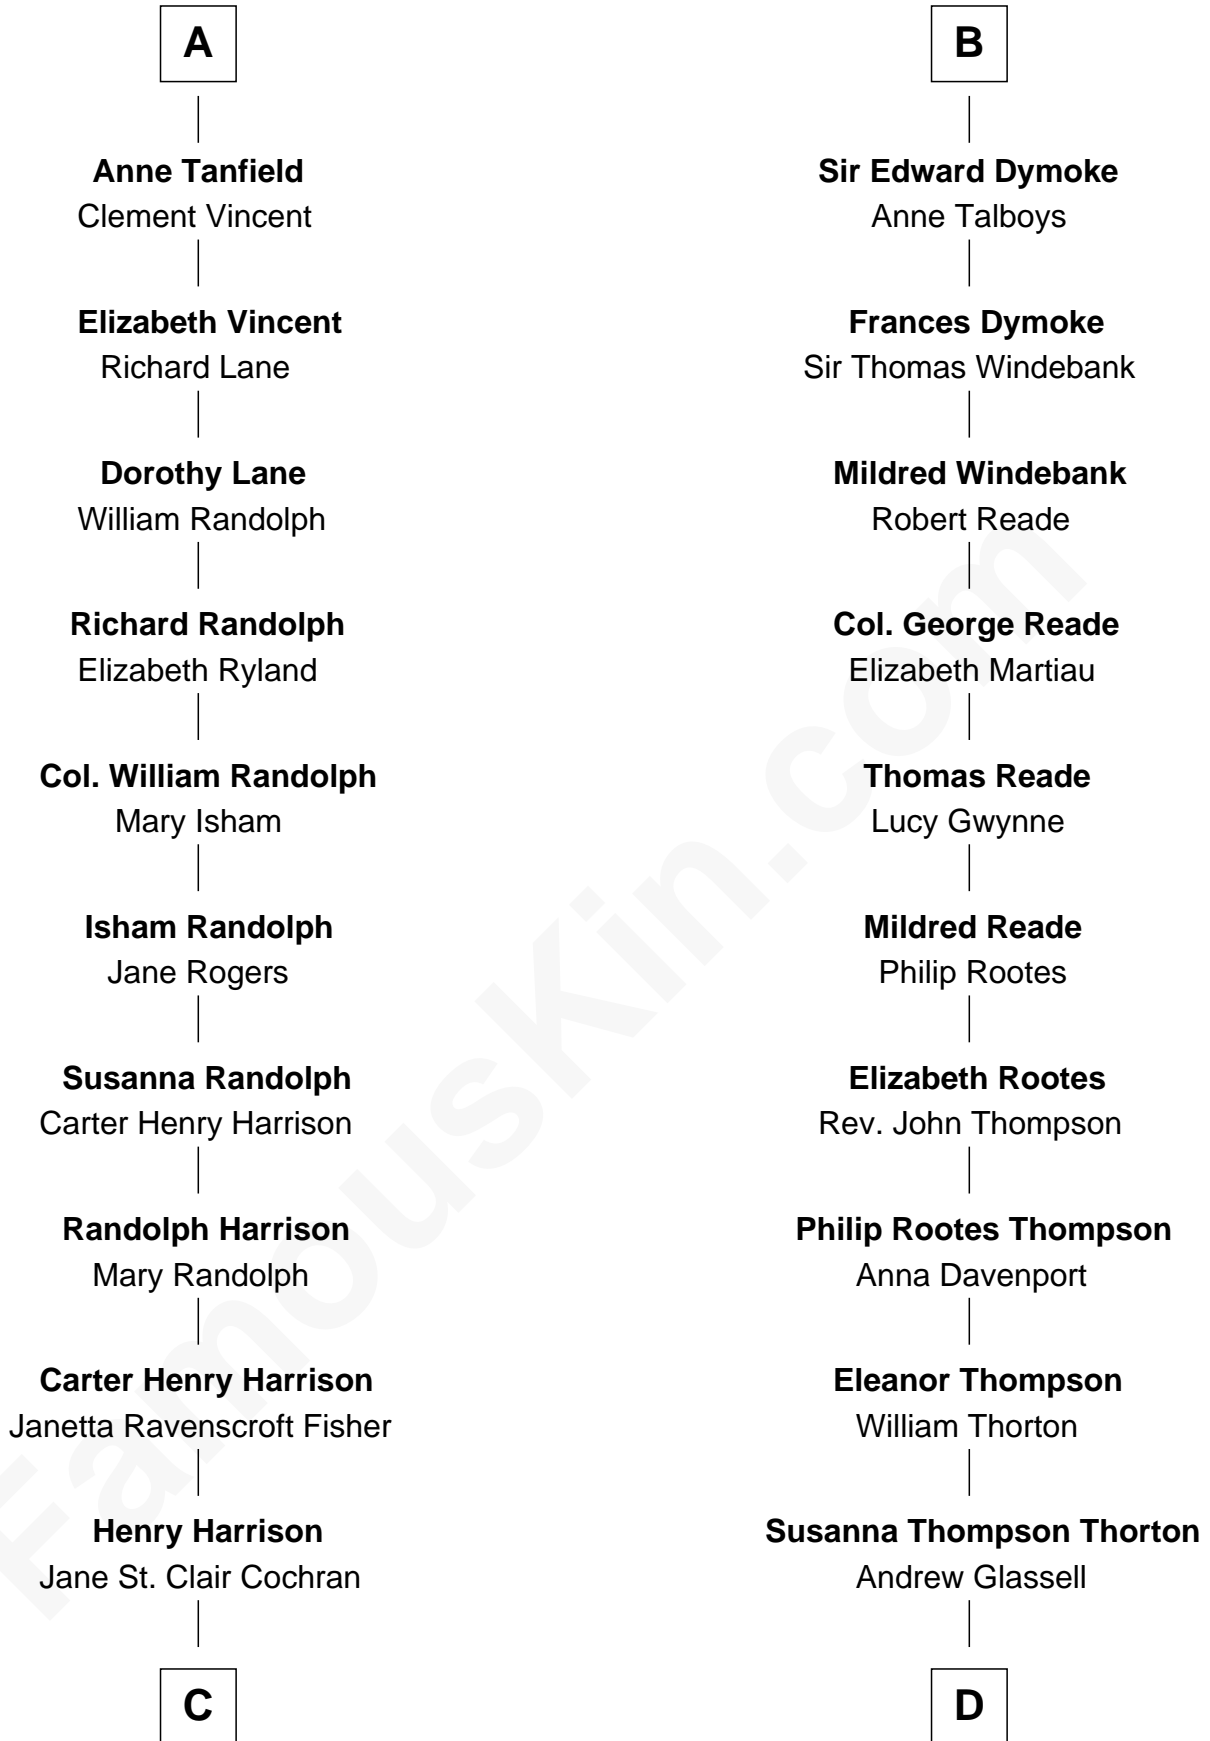 A
Anne Tanfield
Clement Vincent
Elizabeth Vincent
Richard Lane
Dorothy Lane
William Randolph
Richard Randolph
Elizabeth Ryland
Col. William Randolph
Mary Isham
Isham Randolph
Jane Rogers
Susanna Randolph
Carter Henry Harrison
Randolph Harrison
Mary Randolph
Carter Henry Harrison
Janetta Ravenscroft Fisher
Henry Harrison
Jane St. Clair Cochran
C
B
Sir Edward Dymoke
Anne Talboys
Frances Dymoke
Sir Thomas Windebank
Mildred Windebank
Robert Reade
Col. George Reade
Elizabeth Martiau
Thomas Reade
Lucy Gwynne
Mildred Reade
Philip Rootes
Elizabeth Rootes
Rev. John Thompson
Philip Rootes Thompson
Anna Davenport
Eleanor Thompson
William Thorton
Susanna Thompson Thorton
Andrew Glassell
D
FamousKin.com